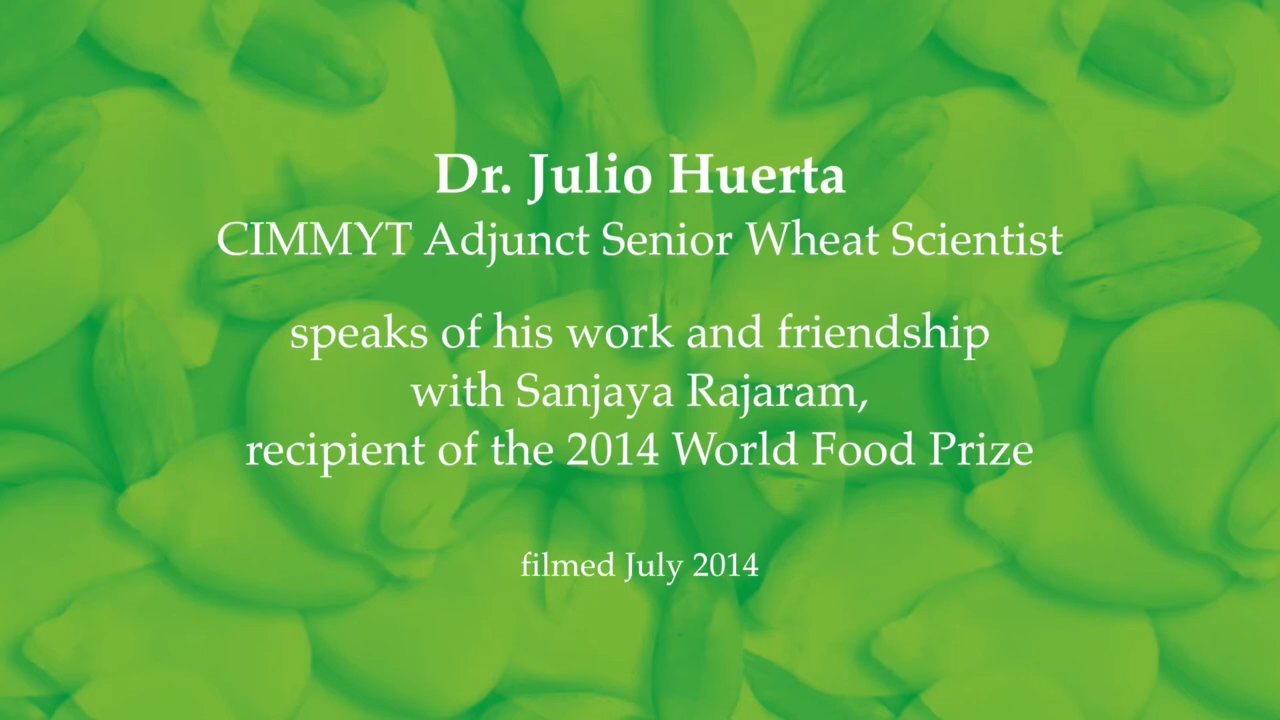 Dr. Julio Huerta
CIMMYT Adjunct Senior Wheat Scientist
speaks of his work and friendship
with Sanjaya Rajaram,
recipient of the 2014 World Food Prize
filmed July 2014